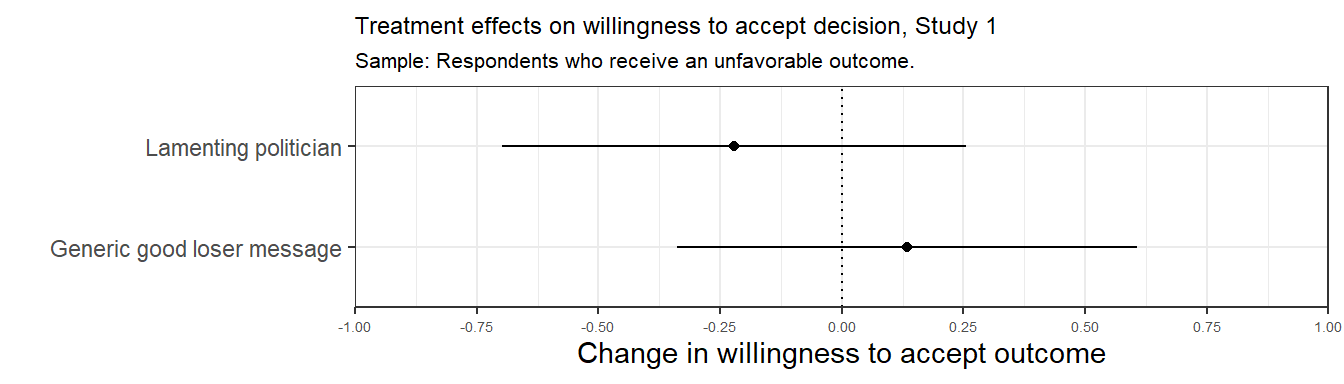 Treatment effects on willingness to accept decision, Study 1
Sample: Respondents who receive an unfavorable outcome.
Lamenting politician
Generic good loser message
-1.00 -0.75 -0.50 -0.25 0.00 0.25 0.50 0.75 1.00
Change in willingness to accept outcome